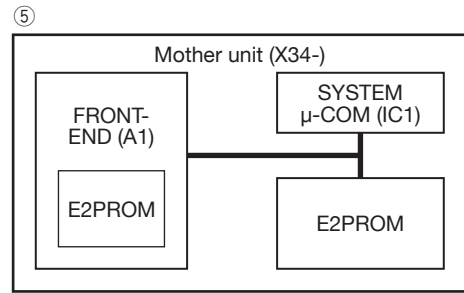 ⑤
Mother unit (X34-)
FRONT-
END (A1)
E2PROM
SYSTEM
μ-COM (IC1)
E2PROM